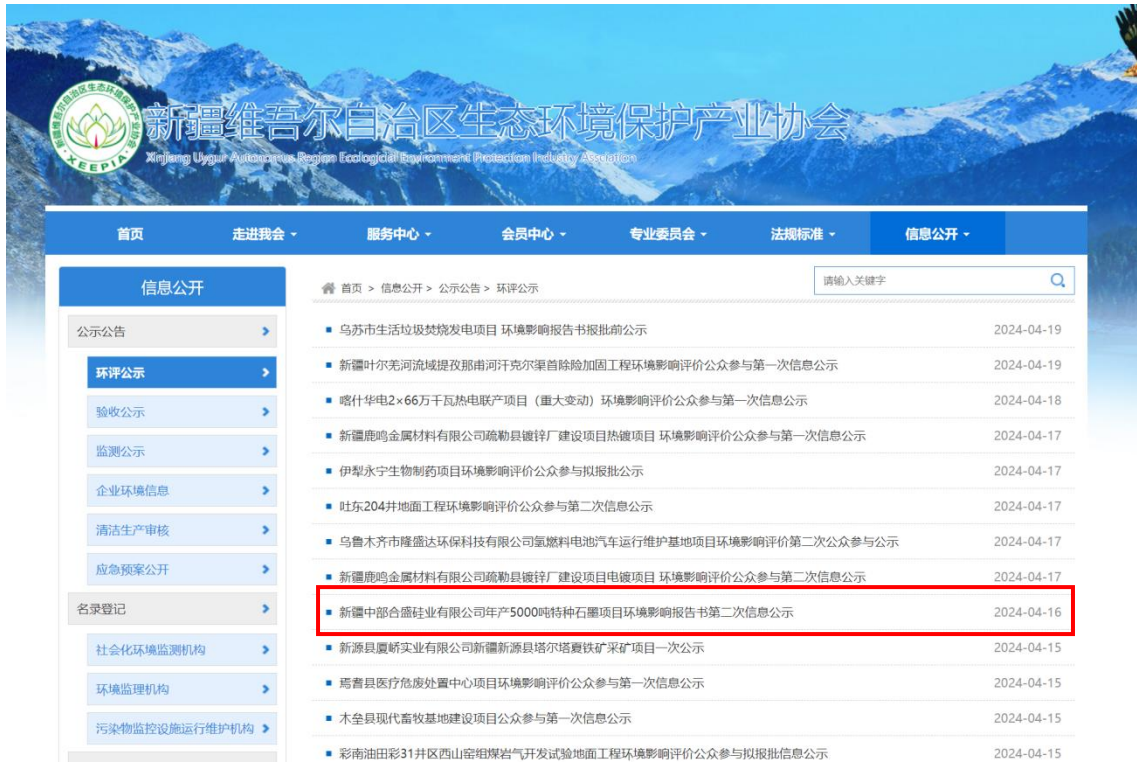 新疆维吾尔自治区生态环境保护产业协会
XEEPIA
新疆维吾尔自治区生态环境保护产业协会
Xinjiang Uygur Autonomous Region Ecologicial Environment Protection Industry Association
首页 走进我会 服务中心 会员中心 专业委员会 法规标准 信息公开
信息公开
首页 > 信息公开 > 公示公告 > 环评公示
请输入关键字
公示公告
环评公示
验收公示
监测公示
企业环境信息
清洁生产审核
应急预案公开
名录登记
社会化环境监测机构
环境监理机构
污染物监控设施运行维护机构
乌苏市生活垃圾焚烧发电项目 环境影响报告书报批前公示 2024-04-19
新疆叶尔羌河流域提孜那甫河汗克尔渠首除险加固工程环境影响评价公众参与第一次信息公示 2024-04-19
喀什华电2×66万千瓦热电联产项目（重大变动）环境影响评价公众参与第一次信息公示 2024-04-18
新疆鹿鸣金属材料有限公司疏勒县镀锌厂建设项目热镀项目 环境影响评价公众参与第一次信息公示 2024-04-17
伊犁永宁生物制药项目环境影响评价公众参与拟报批公示 2024-04-17
吐东204井地面工程环境影响评价公众参与第二次信息公示 2024-04-17
乌鲁木齐市隆盛达环保科技有限公司氢燃料电池汽车运行维护基地项目环境影响评价第二次公众参与公示 2024-04-17
新疆鹿鸣金属材料有限公司疏勒县镀锌厂建设项目电镀项目 环境影响评价公众参与第二次信息公示 2024-04-17
新疆中部合盛硅业有限公司年产5000吨特种石墨项目环境影响报告书第二次信息公示 2024-04-16
新源县厦峤实业有限公司新疆新源县塔尔塔夏铁矿采矿项目一次公示 2024-04-15
焉耆县医疗危废处置中心项目环境影响评价公众参与第一次信息公示 2024-04-15
木垒县现代畜牧基地建设项目公众参与第一次信息公示 2024-04-15
彩南油田彩31井区西山窑组煤岩气开发试验地面工程环境影响评价公众参与拟报批信息公示 2024-04-15